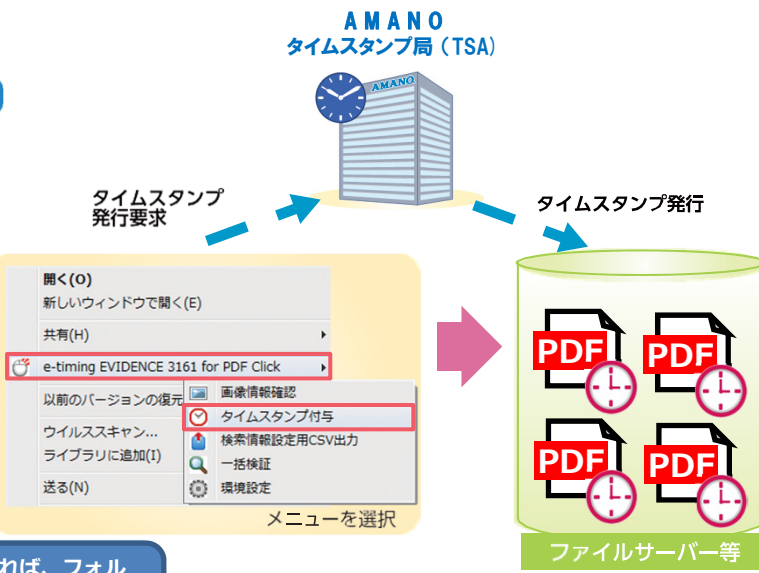 AMANO
タイムスタンプ局（TSA）
AMANO
タイムスタンプ
発行要求
タイムスタンプ発行
開く(O)
新しいウィンドウで開く(E)
共有(H)
e-timing EVIDENCE 3161 for PDF Click
以前のバージョンの復元
ウイルススキャン...
ライブラリに追加(I)
送る(N)
画像情報確認
タイムスタンプ付与
検索情報設定用CSV出力
一括検証
環境設定
メニューを選択
PDF
PDF
PDF
PDF
ファイルサーバー等
れば、フォル